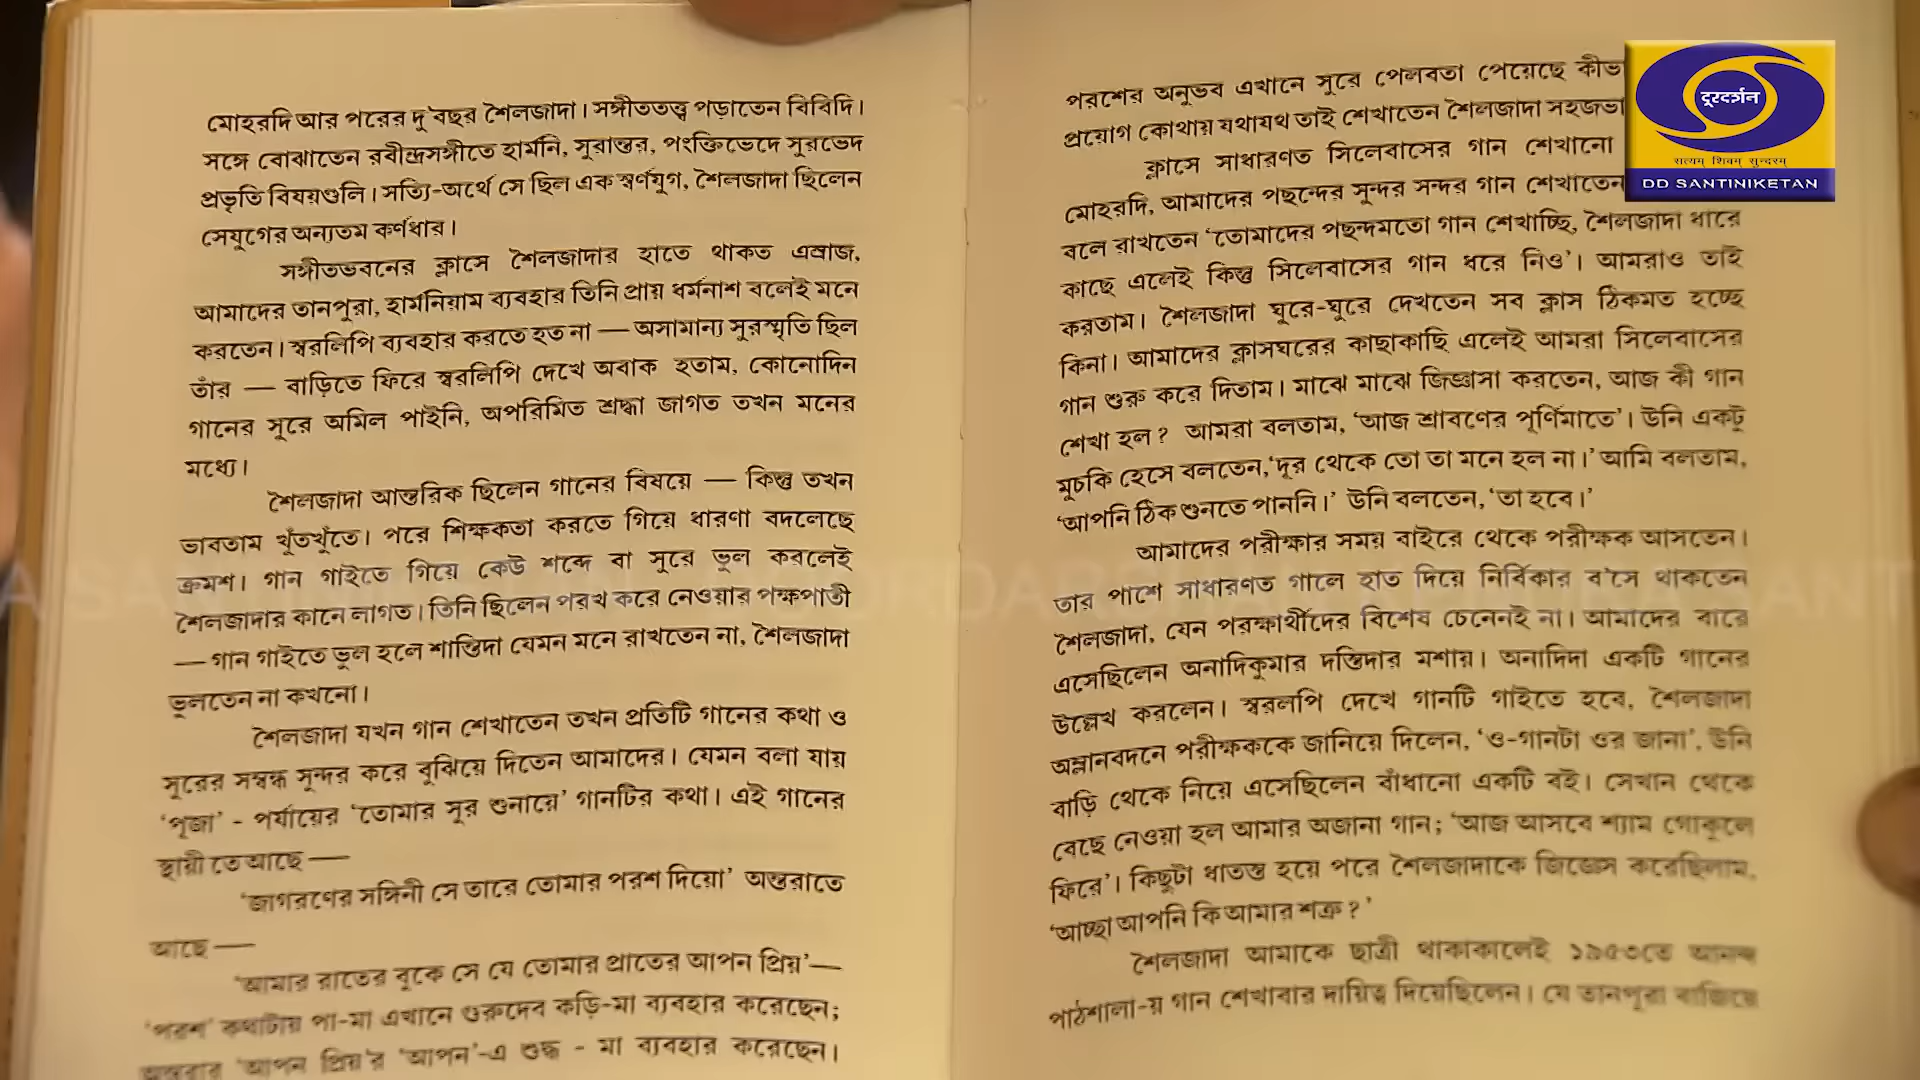 মোহরদি আর পরের দু'বছর শৈলজাদা। সঙ্গীততত্ত্ব পড়াতেন বিবিদি।
সঙ্গে বোঝাতেন রবীন্দ্রসঙ্গীতে হার্মনি, সুরান্তর, পংক্তিভেদে সুরভেদ
প্রভৃতি বিষয়গুলি। সত্যি-অর্থে সে ছিল এক স্বর্ণযুগ, শৈলজাদা ছিলেন
সেযুগের অন্যতম কর্ণধার।
সঙ্গীতভবনের ক্লাসে শৈলজাদার হাতে থাকত এস্রাজ,
আমাদের তানপুরা, হার্মনিয়াম ব্যবহার তিনি প্রায় ধর্মনাশ বলেই মনে
করতেন। স্বরলিপি ব্যবহার করতে হত না — অসামান্য সুরস্মৃতি ছিল
তাঁর — বাড়িতে ফিরে স্বরলিপি দেখে অবাক হতাম, কোনোদিন
গানের সুরে অমিল পাইনি, অপরিমিত শ্রদ্ধা জাগত তখন মনের
মধ্যে।
শৈলজাদা আন্তরিক ছিলেন গানের বিষয়ে — কিন্তু তখন
ভাবতাম খুঁতখুঁতে। পরে শিক্ষকতা করতে গিয়ে ধারণা বদলেছে
ক্রমশ। গান গাইতে গিয়ে কেউ শব্দে বা সুরে ভুল করলেই
শৈলজাদার কানে লাগত। তিনি ছিলেন পরখ করে নেওয়ার পক্ষপাতী
— গান গাইতে ভুল হলে শান্তিদা যেমন মনে রাখতেন না, শৈলজাদা
ভুলতেন না কখনো।
শৈলজাদা যখন গান শেখাতেন তখন প্রতিটি গানের কথা ও
সুরের সম্বন্ধ সুন্দর করে বুঝিয়ে দিতেন আমাদের। যেমন বলা যায়
'পূজা' - পর্যায়ের 'তোমার সুর শুনায়ে' গানটির কথা। এই গানের
স্থায়ী তে আছে —
'জাগরণের সঙ্গিনী সে তারে তোমার পরশ দিয়ো' অন্তরাতে
আছে —
'আমার রাতের বুকে সে যে তোমার প্রাতের আপন প্রিয়'—
'পরশ' কথাটায় পা-মা এখানে গুরুদেব কড়ি-মা ব্যবহার করেছেন;
অন্তরার 'আপন প্রিয়'র 'আপন'-এ শুদ্ধ - মা ব্যবহার করেছেন।
পরশের অনুভব এখানে সুরে পেলবতা পেয়েছে
প্রয়োগ কোথায় যথাযথ তাই শেখাতেন শৈলজাদা
ক্লাসে সাধারণত সিলেবাসের গান শেখানো
মোহরদি, আমাদের পছন্দের সুন্দর সন্দর গান শেখাতেন
বলে রাখতেন 'তোমাদের পছন্দমতো গান শেখাচ্ছি, শৈলজাদা ধারে
কাছে এলেই কিন্তু সিলেবাসের গান ধরে নিও'। আমরাও তাই
করতাম। শৈলজাদা ঘুরে-ঘুরে দেখতেন সব ক্লাস ঠিকমত হচ্ছে
কিনা। আমাদের ক্লাসঘরের কাছাকাছি এলেই আমরা সিলেবাসের
গান শুরু করে দিতাম। মাঝে মাঝে জিজ্ঞাসা করতেন, আজ কী গান
শেখা হল? আমরা বলতাম, 'আজ শ্রাবণের পূর্ণিমাতে'। উনি একটু
মুচকি হেসে বলতেন,'দূর থেকে তো তা মনে হল না।' আমি বলতাম,
'আপনি ঠিক শুনতে পাননি।' উনি বলতেন, 'তা হবে।'
আমাদের পরীক্ষার সময় বাইরে থেকে পরীক্ষক আসতেন।
তার পাশে সাধারণত গালে হাত দিয়ে নির্বিকার ব'সে থাকতেন
শৈলজাদা, যেন পরক্ষার্থীদের বিশেষ চেনেনই না। আমাদের বারে
এসেছিলেন অনাদিকুমার দস্তিদার মশায়। অনাদিদা একটি গানের
উল্লেখ করলেন। স্বরলপি দেখে গানটি গাইতে হবে, শৈলজাদা
অম্লানবদনে পরীক্ষককে জানিয়ে দিলেন, 'ও-গানটা ওর জানা'. উনি
বাড়ি থেকে নিয়ে এসেছিলেন বাঁধানো একটি বই। সেখান থেকে
বেছে নেওয়া হল আমার অজানা গান; 'আজ আসবে শ্যাম গোকুলে
ফিরে'। কিছুটা ধাতস্ত হয়ে পরে শৈলজাদাকে জিজ্ঞেস করেছিলাম,
'আচ্ছা আপনি কি আমার শত্রু?'
শৈলজাদা আমাকে ছাত্রী থাকাকালেই ১৯৫৩তে আনন্দ
পাঠশালা-য় গান শেখাবার দায়িত্ব দিয়েছিলেন। যে তানপুরা বাজিয়ে
दूरदर्शन
सत्यम् शिवम् सुन्दरम्
DD SANTINIKETAN